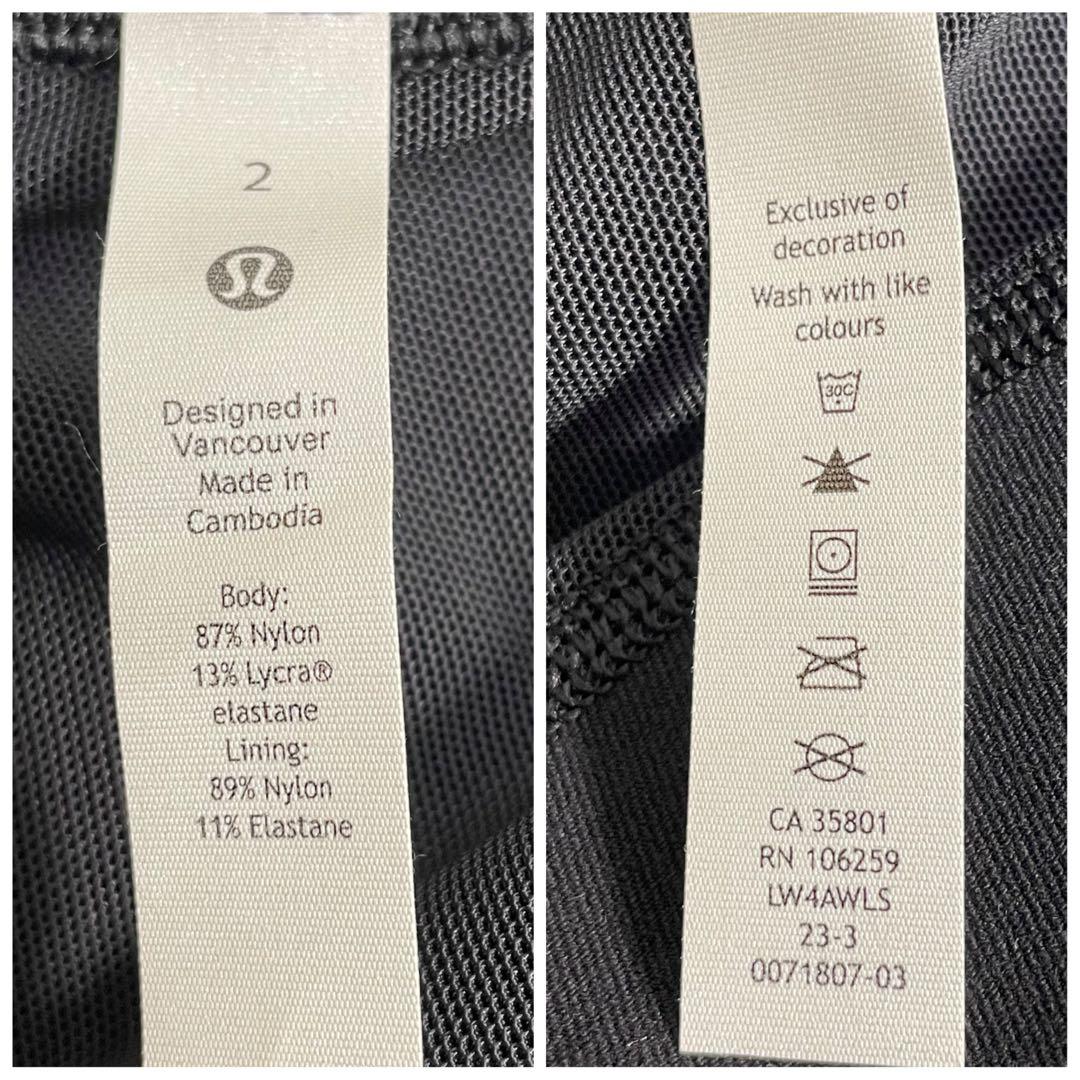 2
Designed in
Vancouver
Made in
Cambodia
Body:
87% Nylon
13% Lycra®
elastane
Lining:
89% Nylon
11% Elastane
Exclusive of
decoration
Wash with like
colours
30C
CA 35801
RN 106259
LW4AWLS
23-3
0071807-03